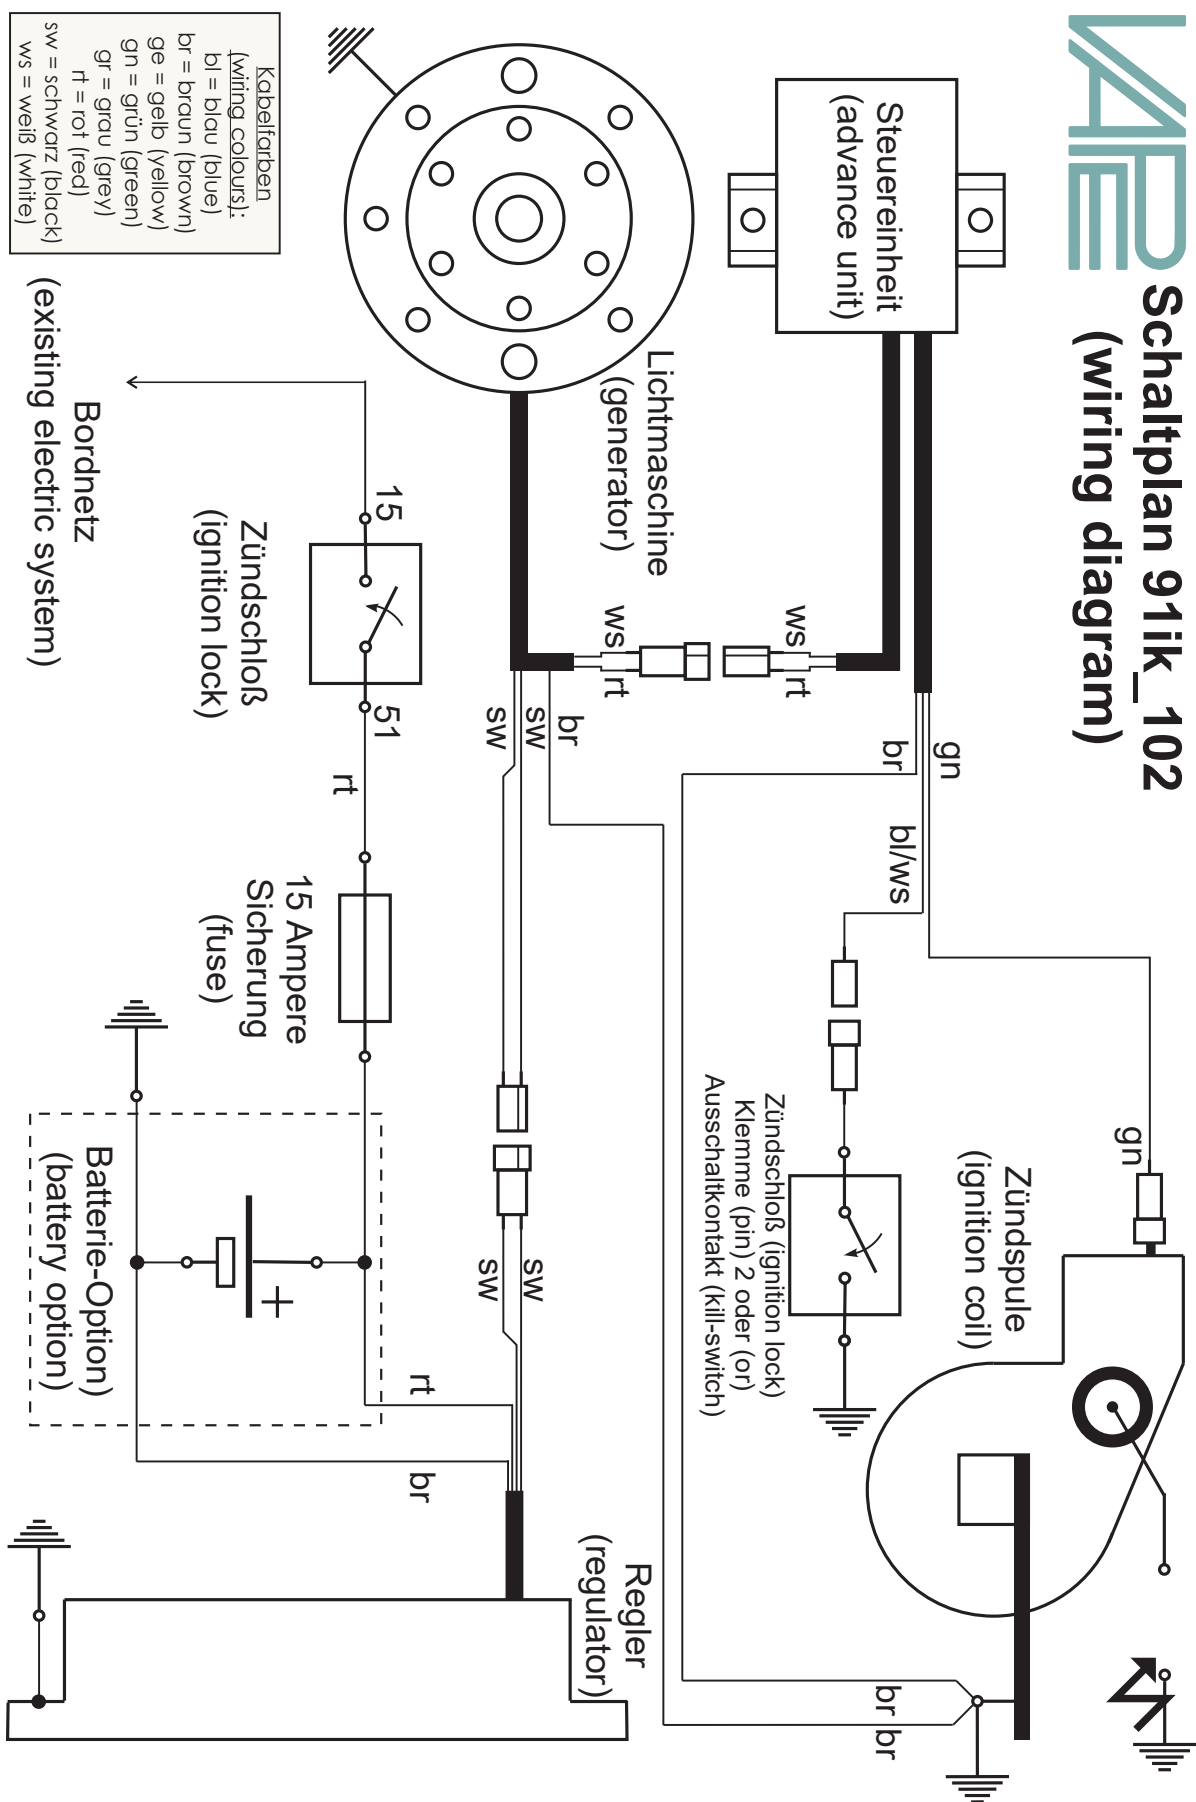 VAPE
Schaltplan 91ik_102
(wiring diagram)
Steuereinheit
(advance unit)
ws
rt
ws
rt
gn
br
bl/ws
gn
Zündspule
(ignition coil)
Zündschloß (ignition lock)
Klemme (pin) 2 oder (or)
Ausschaltkontakt (kill-switch)
br
br
Lichtmaschine
(generator)
br
sw
sw
sw
sw
Regler
(regulator)
rt
br
15
51
Zündschloß
(ignition lock)
rt
15 Ampere
Sicherung
(fuse)
+
Batterie-Option)
(battery option)
Bordnetz
(existing electric system)
Kabelfarben
(wiring colours):
bl = blau (blue)
br = braun (brown)
ge = gelb (yellow)
gn = grün (green)
gr = grau (grey)
rt = rot (red)
sw = schwarz (black)
ws = weiß (white)